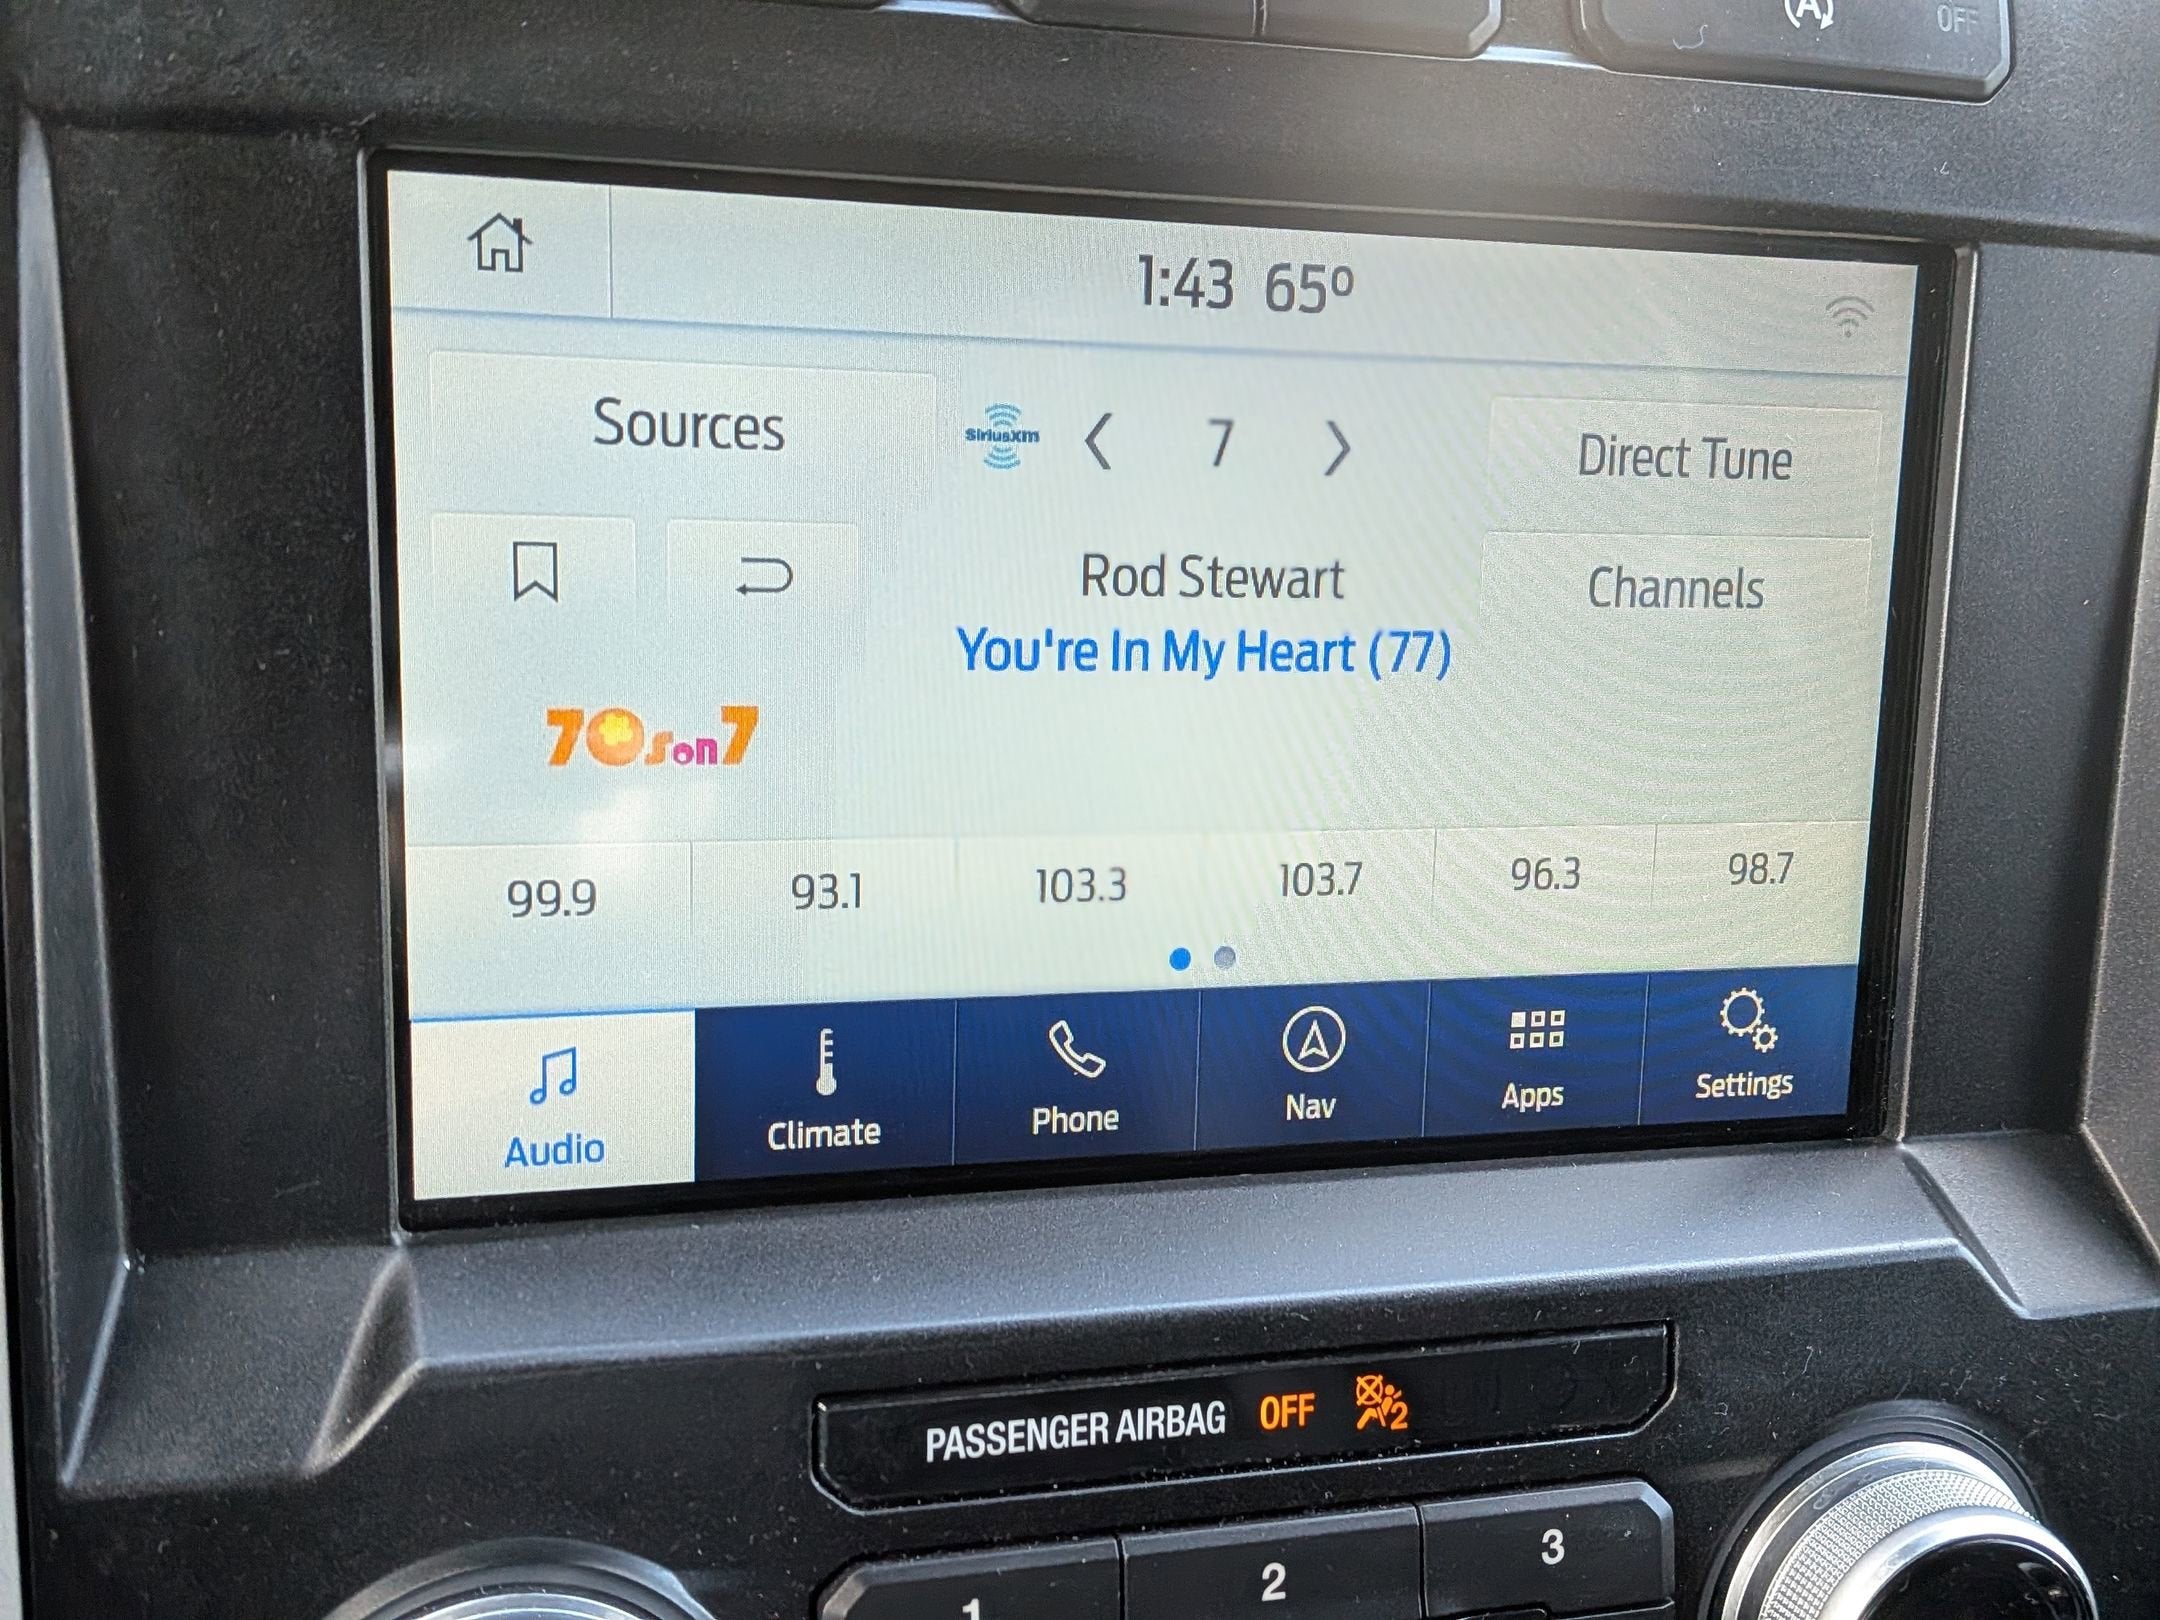 OFF
1:43 65º
Sources
SiriusXm
7
Direct Tune
Rod Stewart
Channels
You're In My Heart (77)
70s on 7
99.9 93.1 103.3 103.7 96.3 98.7
Audio Climate Phone Nav Apps Settings
PASSENGER AIRBAG OFF 2
1 2 3